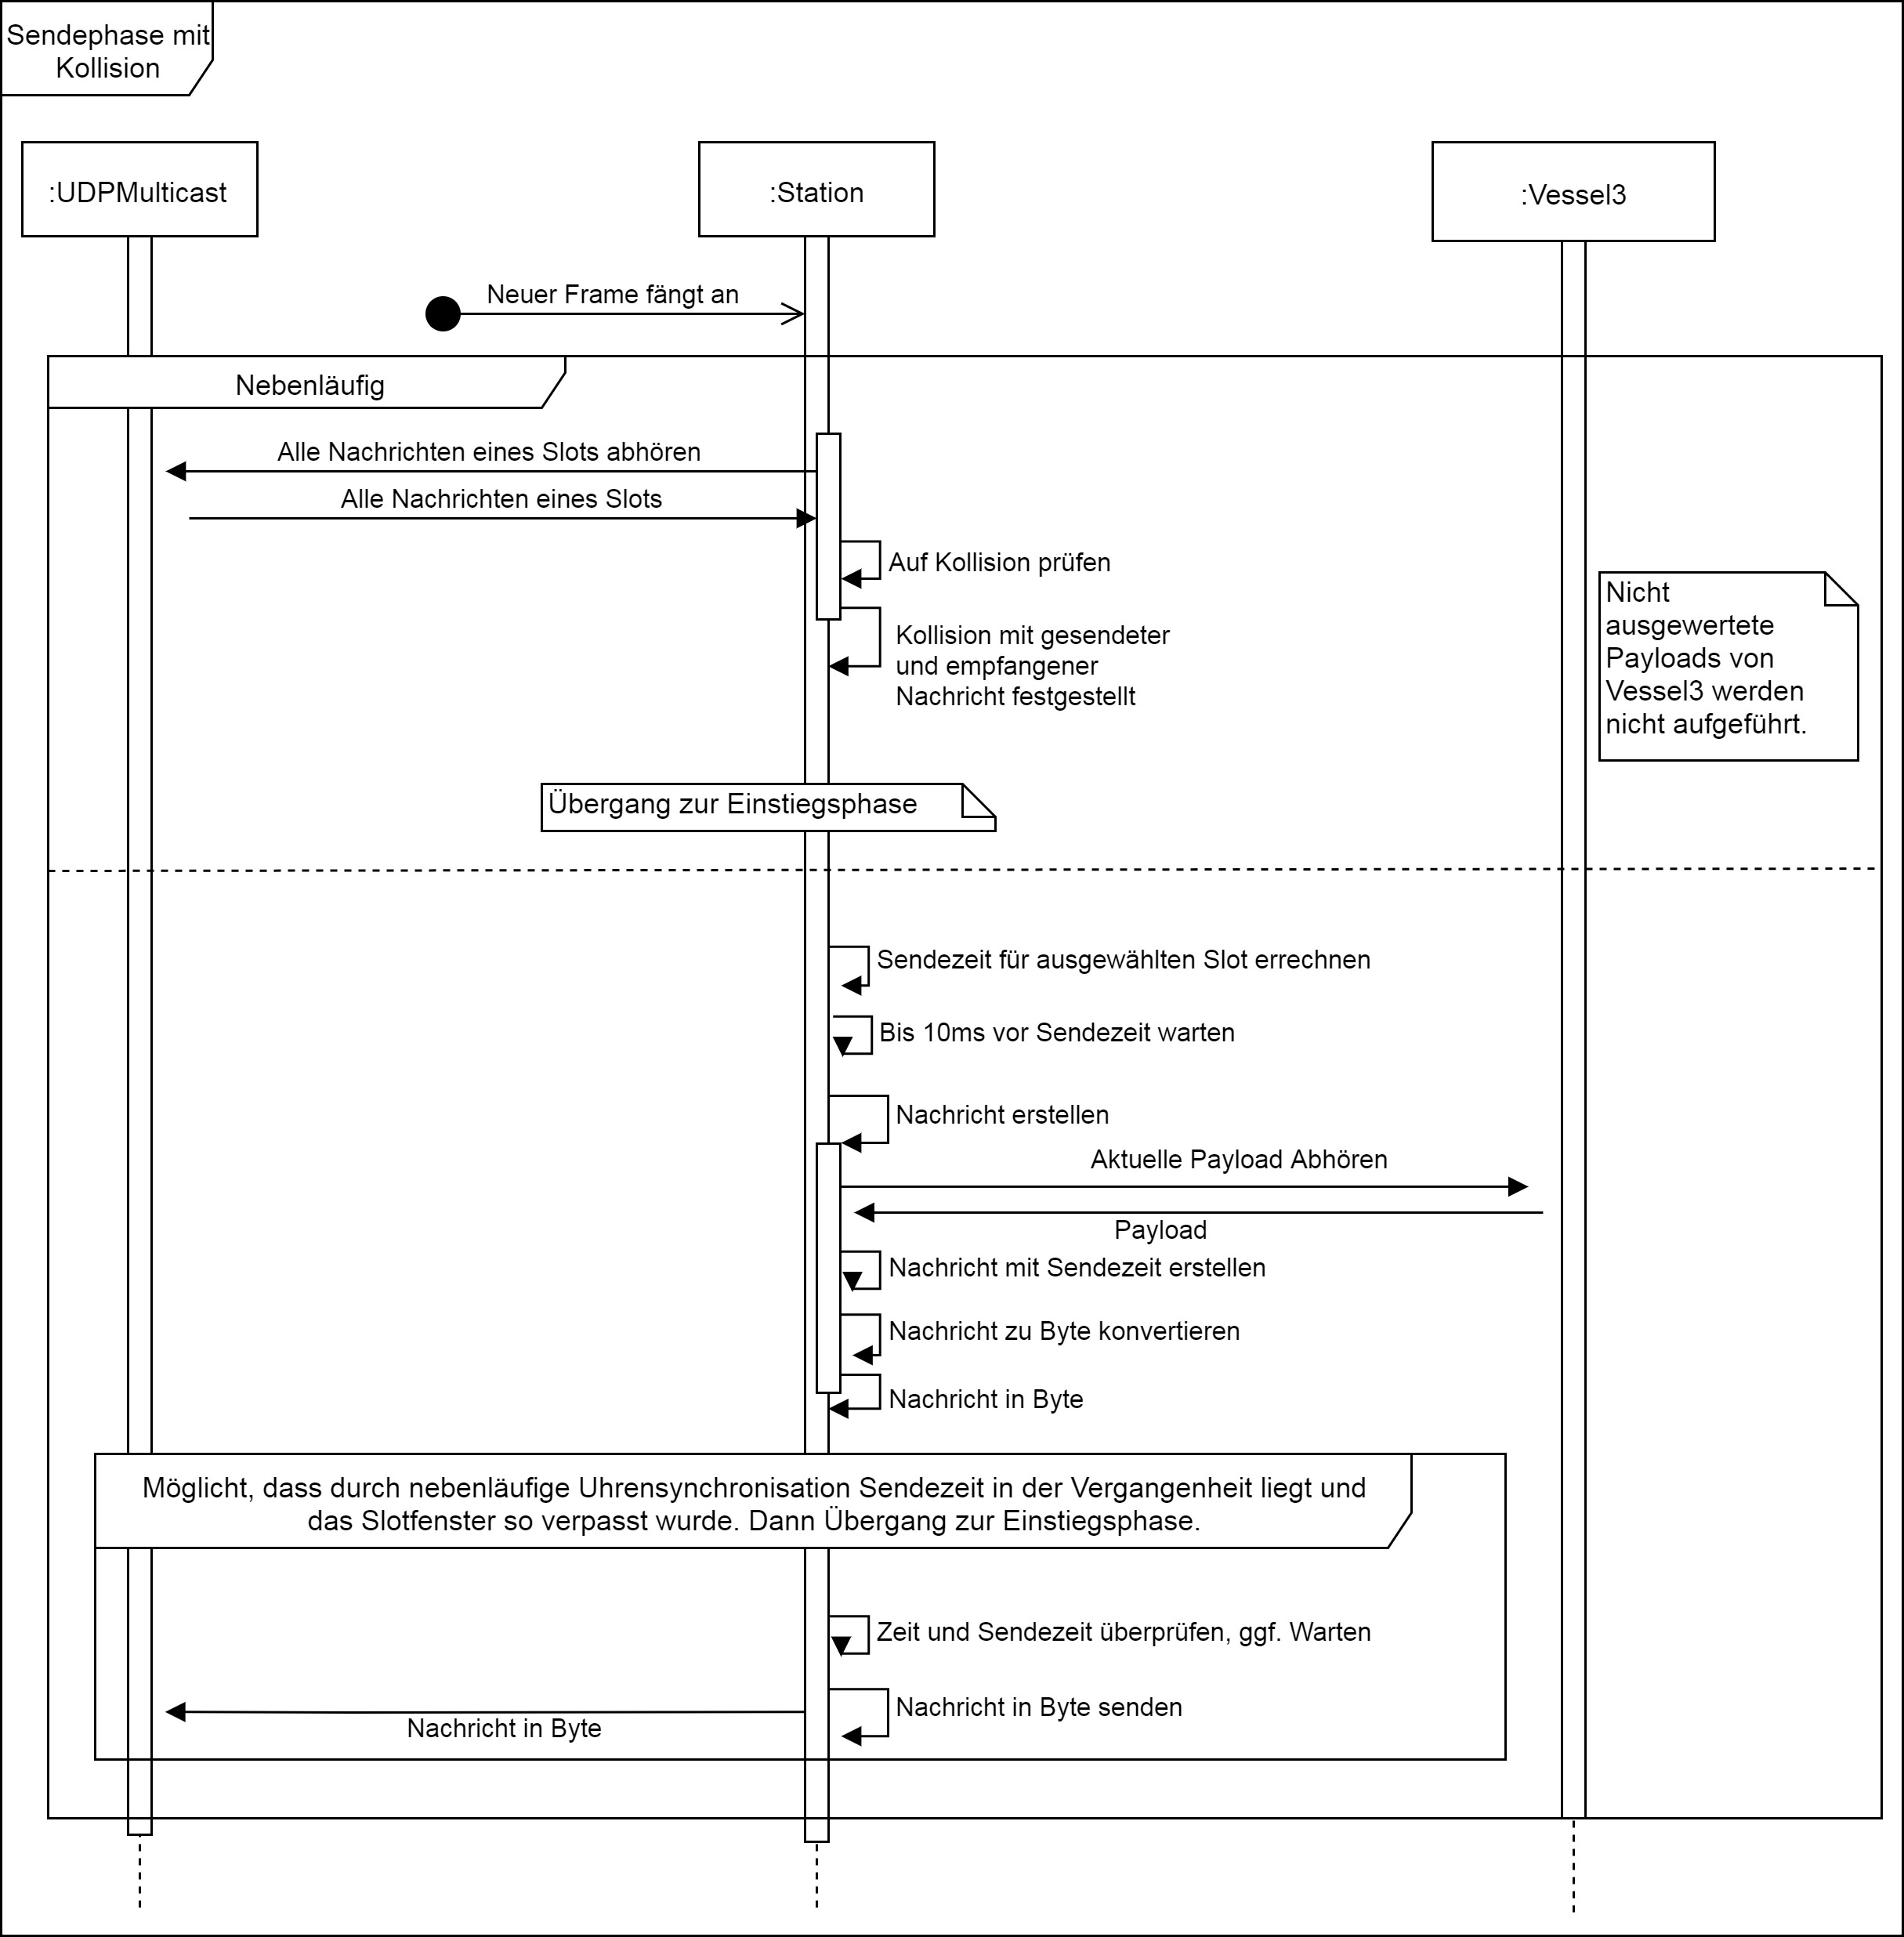 Sendephase mit
Kollision
:UDPMulticast
:Station
:Vessel3
Neuer Frame fängt an
Nebenläufig
Alle Nachrichten eines Slots abhören
Alle Nachrichten eines Slots
Auf Kollision prüfen
Kollision mit gesendeter
und empfangener
Nachricht festgestellt
Nicht
ausgewertete
Payloads von
Vessel3 werden
nicht aufgeführt.
Übergang zur Einstiegsphase
Sendezeit für ausgewählten Slot errechnen
Bis 10ms vor Sendezeit warten
Nachricht erstellen
Aktuelle Payload Abhören
Payload
Nachricht mit Sendezeit erstellen
Nachricht zu Byte konvertieren
Nachricht in Byte
Möglicht, dass durch nebenläufige Uhrensynchronisation Sendezeit in der Vergangenheit liegt und
das Slotfenster so verpasst wurde. Dann Übergang zur Einstiegsphase.
Zeit und Sendezeit überprüfen, ggf. Warten
Nachricht in Byte senden
Nachricht in Byte